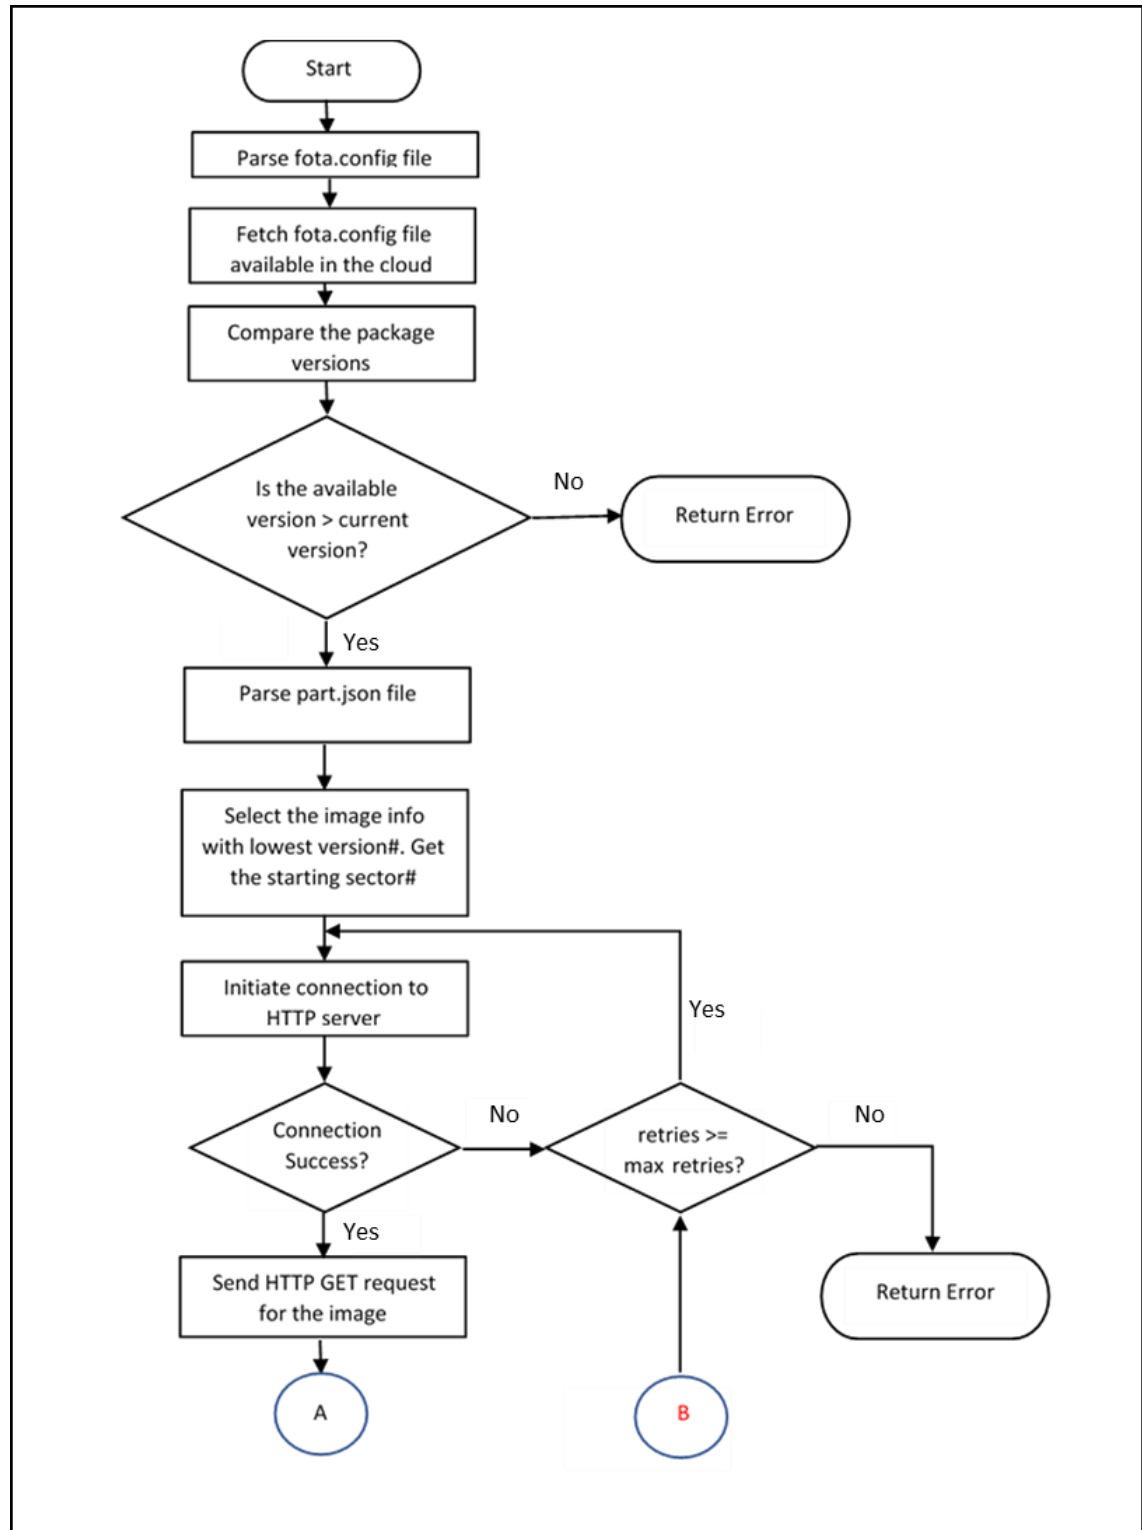 Start
Parse fota.config file
Fetch fota.config file
available in the cloud
Compare the package
versions
Is the available
version > current
version?
No
Return Error
Yes
Parse part.json file
Select the image info
with lowest version#. Get
the starting sector#
Initiate connection to
HTTP server
Yes
Connection
Success?
No
retries >=
max retries?
No
Yes
Send HTTP GET request
for the image
Return Error
A
B